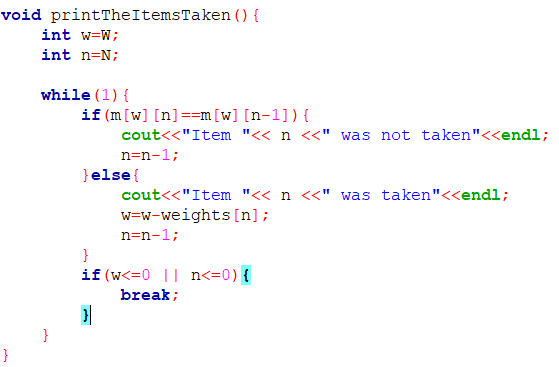 void printTheItemsTaken(){
    int w=W;
    int n=N;

    while(1){
        if(m[w][n]==m[w][n-1]){
            cout<<"Item "<< n <<" was not taken"<<endl;
            n=n-1;
        }else{
            cout<<"Item "<< n <<" was taken"<<endl;
            w=w-weights[n];
            n=n-1;
        }
        if(w<=0 || n<=0){
            break;
        }
    }
}